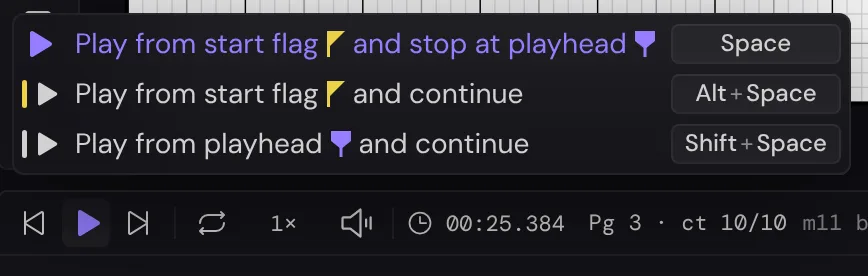 Play from start flag and stop at playhead Space
Play from start flag and continue Alt+Space
Play from playhead and continue Shift+Space
1× 00:25.384 Pg 3 · ct 10/10 m11 b